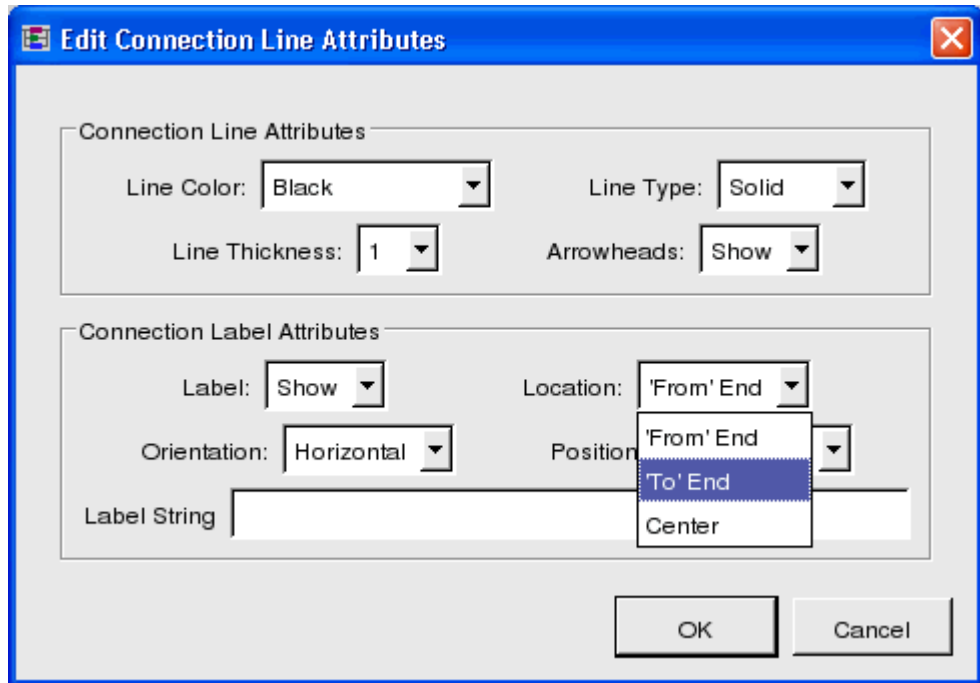 Edit Connection Line Attributes
Connection Line Attributes
Line Color: Black
Line Type: Solid
Line Thickness: 1
Arrowheads: Show
Connection Label Attributes
Label: Show
Location: 'From' End
'From' End
'To' End
Center
Orientation: Horizontal
Position
Label String
OK
Cancel